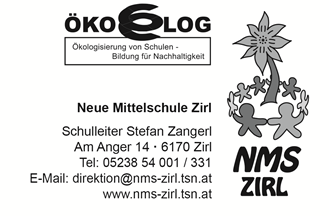 ÖKOLOG
Ökologisierung von Schulen -
Bildung für Nachhaltigkeit
Neue Mittelschule Zirl
Schulleiter Stefan Zangerl
Am Anger 14 · 6170 Zirl
Tel: 05238 54 001 / 331
E-Mail: direktion@nms-zirl.tsn.at
www.nms-zirl.tsn.at
NMS
ZIRL